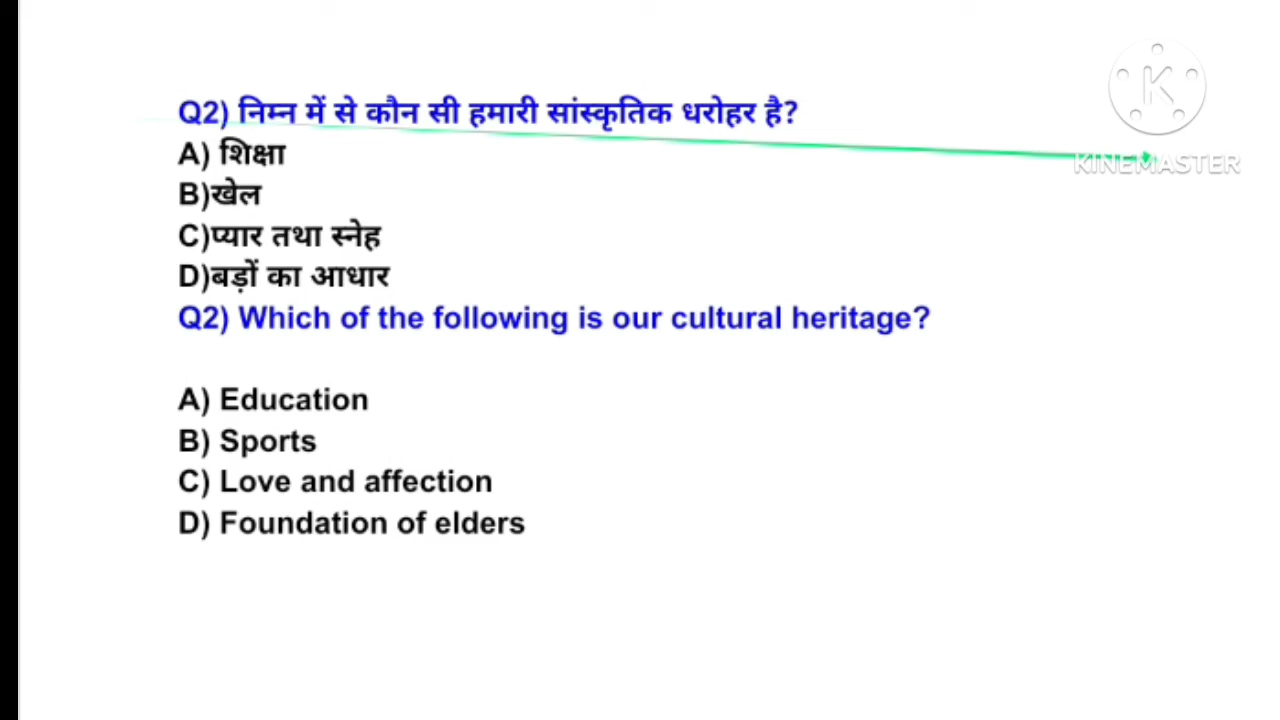 Q2) निम्न में से कौन सी हमारी सांस्कृतिक धरोहर है?
A) शिक्षा
B)खेल
C)प्यार तथा स्नेह
D)बड़ों का आधार
Q2) Which of the following is our cultural heritage?
A) Education
B) Sports
C) Love and affection
D) Foundation of elders
K
KINEMASTER